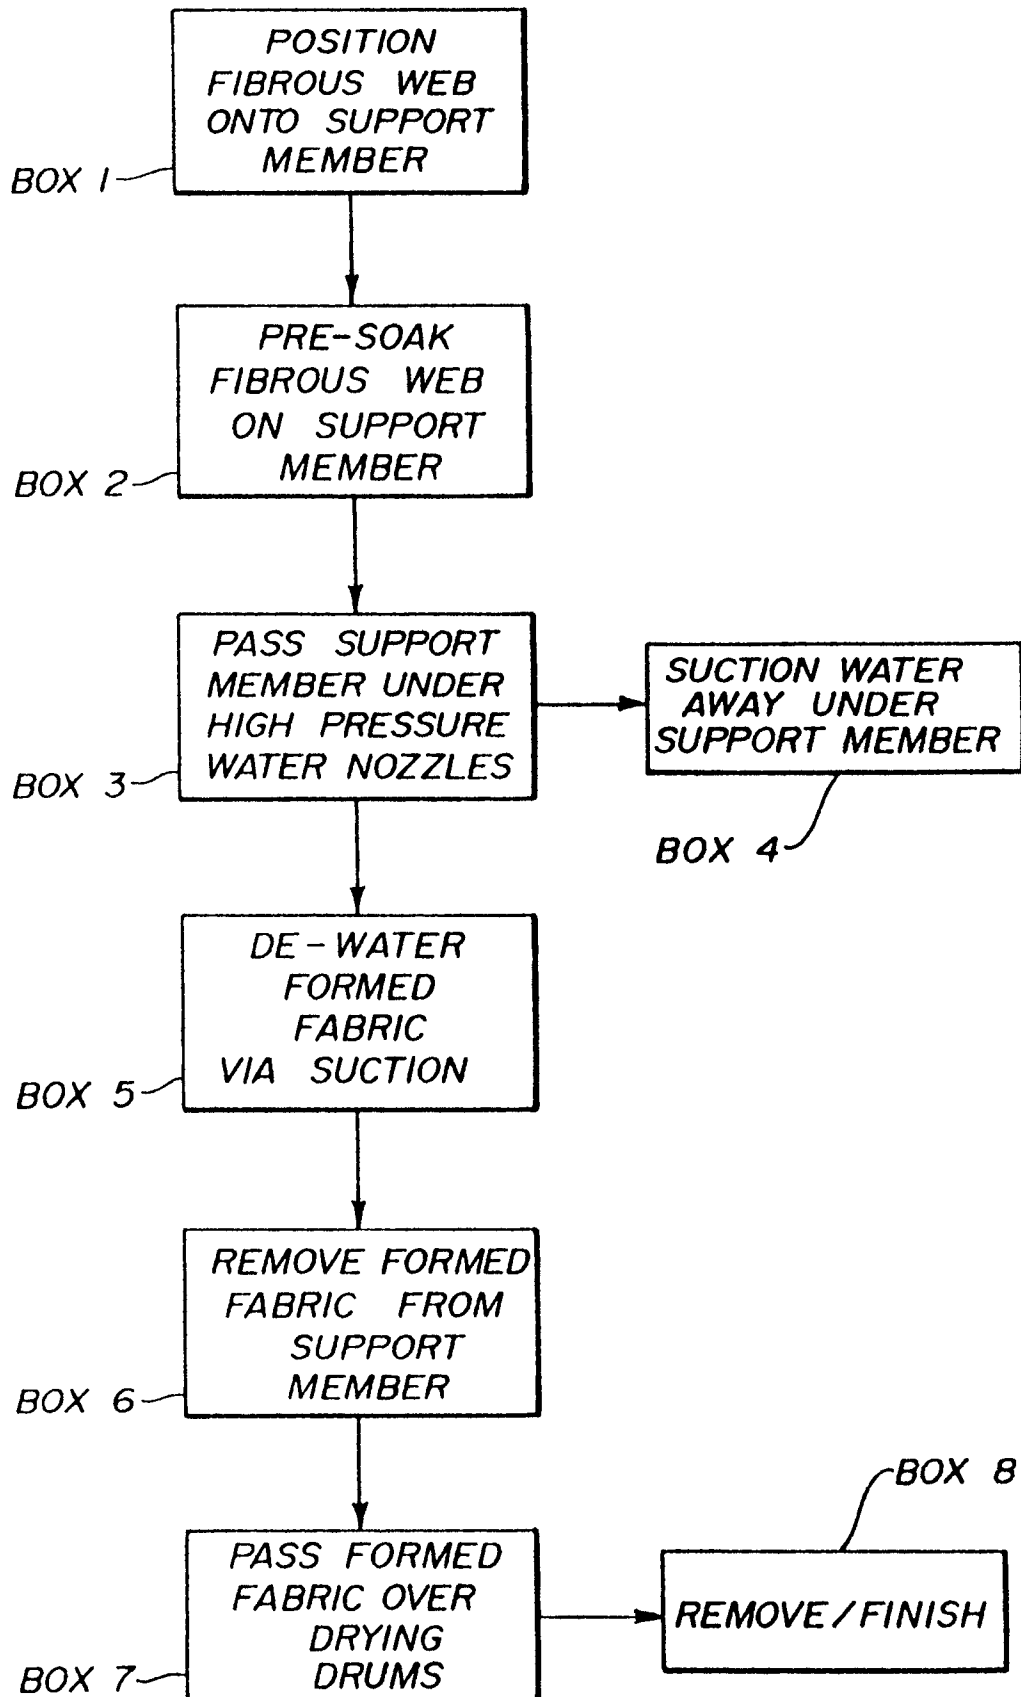 POSITION
FIBROUS WEB
ONTO SUPPORT
MEMBER
BOX 1
PRE-SOAK
FIBROUS WEB
ON SUPPORT
MEMBER
BOX 2
PASS SUPPORT
MEMBER UNDER
HIGH PRESSURE
WATER NOZZLES
BOX 3
SUCTION WATER
AWAY UNDER
SUPPORT MEMBER
BOX 4
DE-WATER
FORMED
FABRIC
VIA SUCTION
BOX 5
REMOVE FORMED
FABRIC FROM
SUPPORT
MEMBER
BOX 6
PASS FORMED
FABRIC OVER
DRYING
DRUMS
BOX 7
BOX 8
REMOVE/FINISH